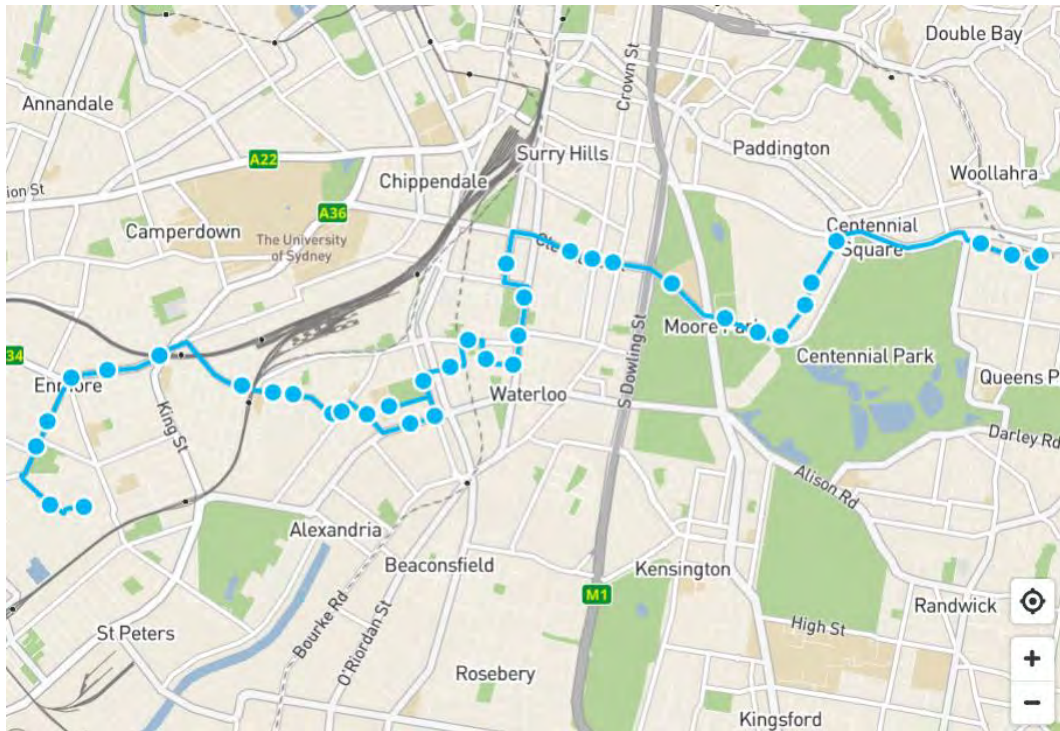 Double Bay
Annandale
Crown St
A22
Surry Hills
Paddington
Woollahra
ion St
Chippendale
A36
Camperdown
The University
of Sydney
Centennial
Square
Cle
Moore Park
34
Enmore
Centennial Park
Queens P
S Dowling St
King St
Waterloo
Darley Rd
Alison Rd
Alexandria
Beaconsfield
Kensington
M1
Randwick
Bourke Rd
O'Riordan St
St Peters
High St
Rosebery
+
−
Kingsford